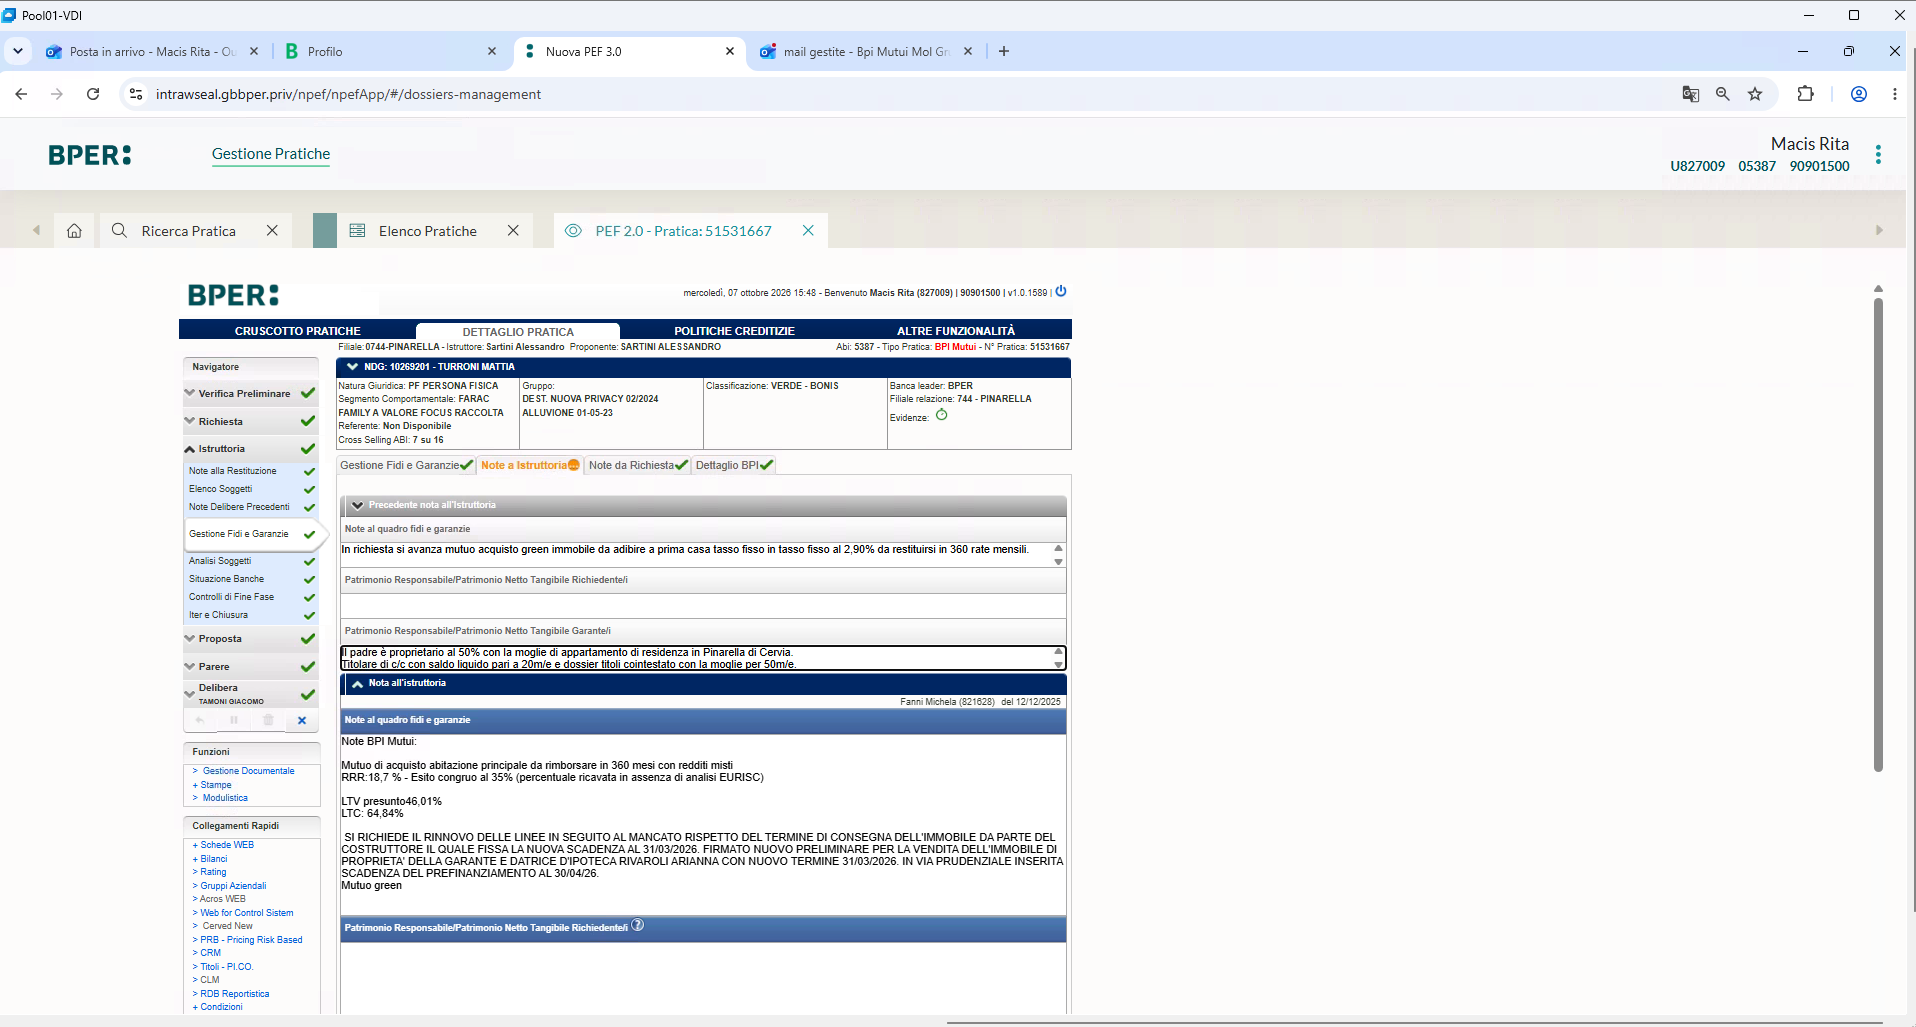 Pool01-VDI
Posta in arrivo - Macis Rita - Ou
Profilo
Nuova PEF 3.0
mail gestite - Bpi Mutui Mol Gr
intrawseal.gbbper.priv/npef/npefApp/#/dossiers-management
BPER:
Gestione Pratiche
Macis Rita
U827009 05387 90901500
Ricerca Pratica
Elenco Pratiche
PEF 2.0 - Pratica: 51531667
BPER:
mercoledì, 07 ottobre 2026 15:48 - Benvenuto Macis Rita (827009) | 90901500 | v1.0.1589 |
CRUSCOTTO PRATICHE
DETTAGLIO PRATICA
POLITICHE CREDITIZIE
ALTRE FUNZIONALITÀ
Filiale: 0744-PINARELLA - Istruttore: Sartini Alessandro Proponente: SARTINI ALESSANDRO
Abi: 5387 - Tipo Pratica: BPI Mutui - N° Pratica: 51531667
Navigatore
Verifica Preliminare
Richiesta
Istruttoria
Note alla Restituzione
Elenco Soggetti
Note Delibere Precedenti
Gestione Fidi e Garanzie
Analisi Soggetti
Situazione Banche
Controlli di Fine Fase
Iter e Chiusura
Proposta
Parere
Delibera
TAMONI GIACOMO
Funzioni
> Gestione Documentale
+ Stampe
> Modulistica
Collegamenti Rapidi
+ Schede WEB
+ Bilanci
> Rating
+ Gruppi Aziendali
> Acros WEB
> Web for Control Sistem
> Cerved New
> PRB - Pricing Risk Based
> CRM
> Titoli - PI.CO.
> CLM
> RDB Reportistica
+ Condizioni
NDG: 10269201 - TURRONI MATTIA
Natura Giuridica: PF PERSONA FISICA
Segmento Comportamentale: FARAC
FAMILY A VALORE FOCUS RACCOLTA
Referente: Non Disponibile
Cross Selling ABI: 7 su 16
Gruppo:
DEST. NUOVA PRIVACY 02/2024
ALLUVIONE 01-05-23
Classificazione: VERDE - BONIS
Banca leader: BPER
Filiale relazione: 744 - PINARELLA
Evidenze:
Gestione Fidi e Garanzie
Note a Istruttoria
Note da Richiesta
Dettaglio BPI
Precedente nota all'Istruttoria
Note al quadro fidi e garanzie
In richiesta si avanza mutuo acquisto green immobile da adibire a prima casa tasso fisso in tasso fisso al 2,90% da restituirsi in 360 rate mensili.
Patrimonio Responsabile/Patrimonio Netto Tangibile Richiedente/i
Patrimonio Responsabile/Patrimonio Netto Tangibile Garante/i
Il padre è proprietario al 50% con la moglie di appartamento di residenza in Pinarella di Cervia.
Titolare di c/c con saldo liquido pari a 20m/e e dossier titoli cointestato con la moglie per 50m/e.
Nota all'istruttoria
Fanni Michela (821628) del 12/12/2025
Note al quadro fidi e garanzie
Note BPI Mutui:
Mutuo di acquisto abitazione principale da rimborsare in 360 mesi con redditi misti
RRR:18,7 % - Esito congruo al 35% (percentuale ricavata in assenza di analisi EURISC)
LTV presunto46,01%
LTC: 64,84%
SI RICHIEDE IL RINNOVO DELLE LINEE IN SEGUITO AL MANCATO RISPETTO DEL TERMINE DI CONSEGNA DELL'IMMOBILE DA PARTE DEL
COSTRUTTORE IL QUALE FISSA LA NUOVA SCADENZA AL 31/03/2026. FIRMATO NUOVO PRELIMINARE PER LA VENDITA DELL'IMMOBILE DI
PROPRIETA' DELLA GARANTE E DATRICE D'IPOTECA RIVAROLI ARIANNA CON NUOVO TERMINE 31/03/2026. IN VIA PRUDENZIALE INSERITA
SCADENZA DEL PREFINANZIAMENTO AL 30/04/26.
Mutuo green
Patrimonio Responsabile/Patrimonio Netto Tangibile Richiedente/i